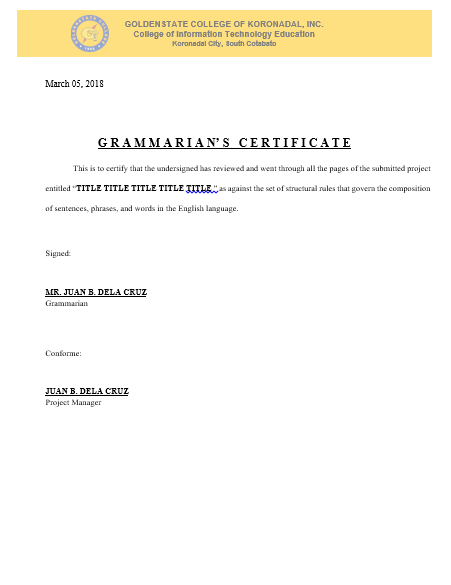 GOLDENSTATE COLLEGE OF KORONADAL, INC.
College of Information Technology Education
Koronadal City, South Cotabato
March 05, 2018
GRAMMARIAN'S CERTIFICATE
This is to certify that the undersigned has reviewed and went through all the pages of the submitted project
entitled “TITLE TITLE TITLE TITLE TITLE ” as against the set of structural rules that govern the composition
of sentences, phrases, and words in the English language.
Signed:
MR. JUAN B. DELA CRUZ
Grammarian
Conforme:
JUAN B. DELA CRUZ
Project Manager